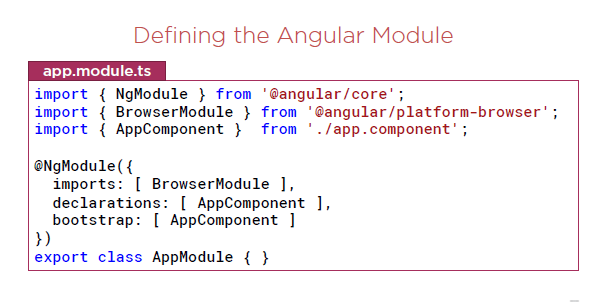 Defining the Angular Module
app.module.ts
import { NgModule } from '@angular/core';
import { BrowserModule } from '@angular/platform-browser';
import { AppComponent }  from './app.component';
@NgModule({
  imports: [ BrowserModule ],
  declarations: [ AppComponent ],
  bootstrap: [ AppComponent ]
})
export class AppModule { }